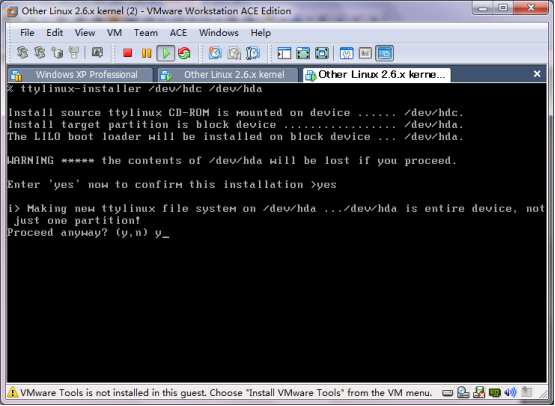 Other Linux 2.6.x kernel (2) - VMware Workstation ACE Edition
File Edit View VM Team ACE Windows Help
Windows XP Professional Other Linux 2.6.x kernel Other Linux 2.6.x kerne...
% ttylinux-installer /dev/hdc /dev/hda
Install source ttylinux CD-ROM is mounted on device ...... /dev/hdc.
Install target partition is block device ................. /dev/hda.
The LILO boot loader will be installed on block device ... /dev/hda.
WARNING ***** the contents of /dev/hda will be lost if you proceed.
Enter 'yes' now to confirm this installation >yes
i> Making new ttylinux file system on /dev/hda .../dev/hda is entire device, not
just one partition!
Proceed anyway? (y,n) y_
VMware Tools is not installed in this guest. Choose "Install VMware Tools" from the VM menu.